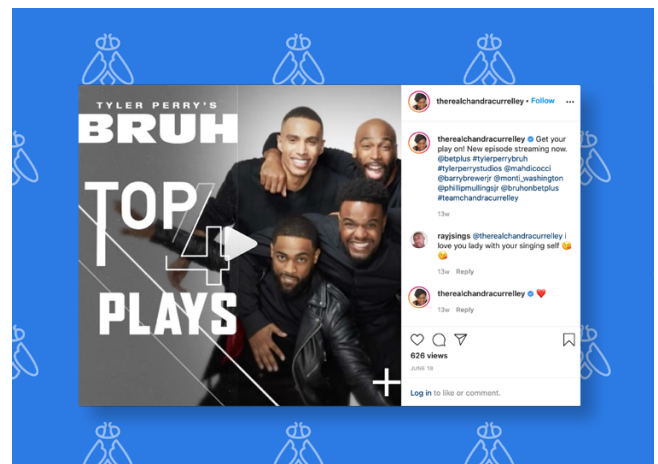 TYLER PERRY'S
BRUH
TOP
4
PLAYS
therealchandracurrelley • Follow
therealchandracurrelley Get your
play on! New episode streaming now.
@betplus #tylerperrybruh
#tylerperrystudios @mahdicocci
@barrybrewerjr @monti_washington
@phillipmullingsjr @bruhonbetplus
#teamchandracurrelley
13w
rayjsings @therealchandracurrelley i
love you lady with your singing self 😘
😘
13w Reply
therealchandracurrelley ❤️
13w Reply
626 views
JUNE 18
Log in to like or comment.